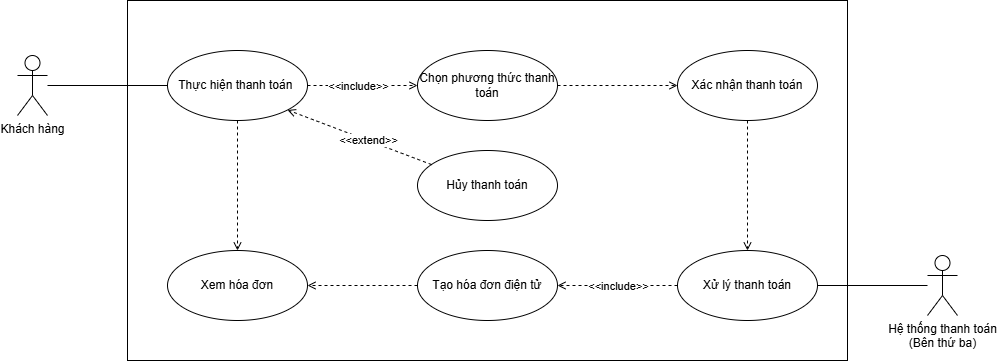 Thực hiện thanh toán
<<include>>
Chọn phương thức thanh
toán
Xác nhận thanh toán
Khách hàng
<<extend>>
Hủy thanh toán
Xem hóa đơn
Tạo hóa đơn điện tử
<<include>>
Xử lý thanh toán
Hệ thống thanh toán
(Bên thứ ba)